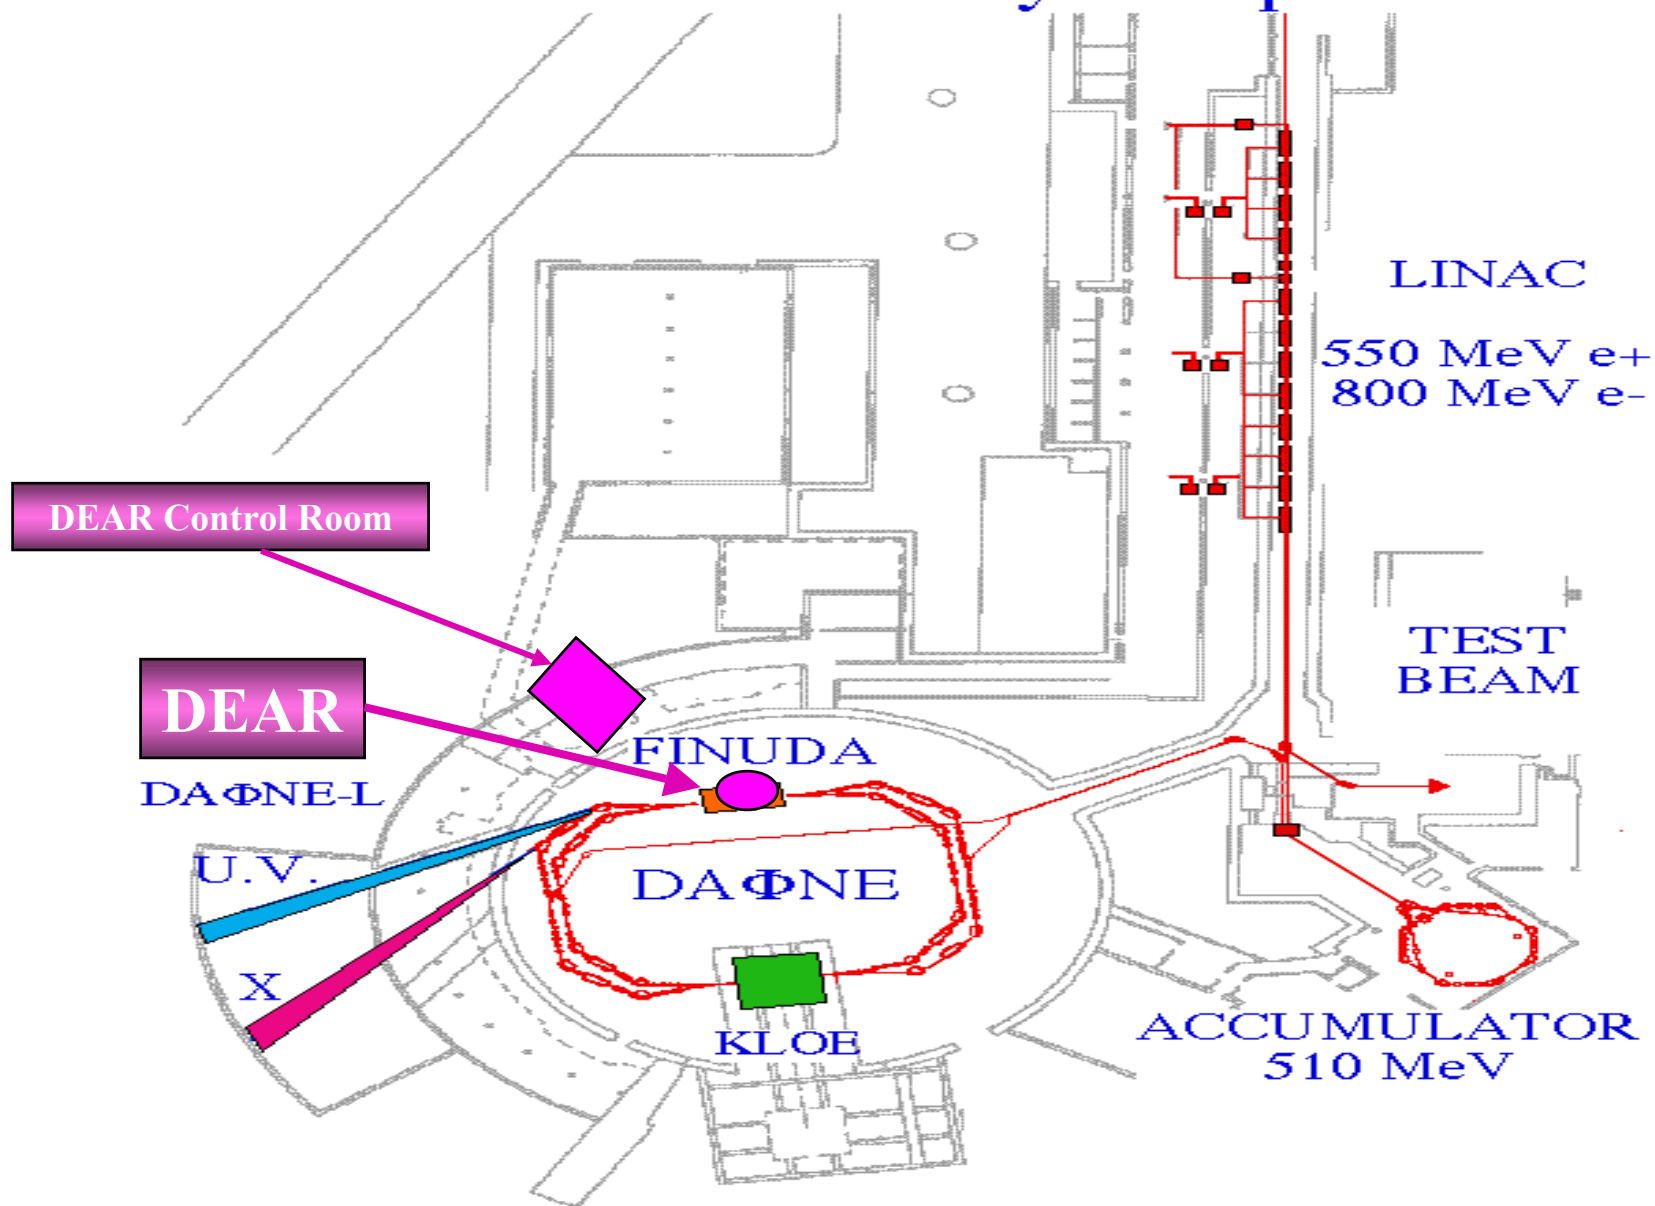 LINAC
550 MeV e+
800 MeV e-
DEAR Control Room
TEST
BEAM
DEAR
FINUDA
DAΦNE-L
U.V.
DAΦNE
X
KLOE
ACCUMULATOR
510 MeV